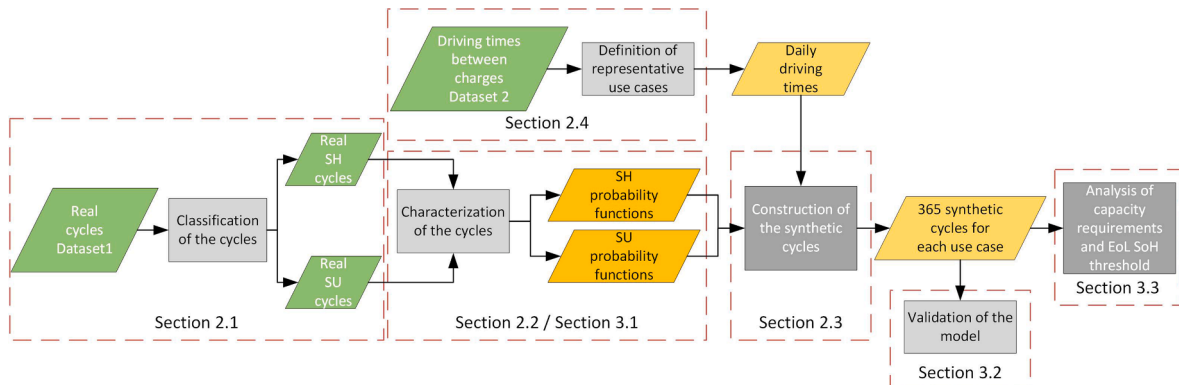 Driving times
between
charges
Dataset 2
Definition of
representative
use cases
Daily
driving
times
Section 2.4
Real
cycles
Dataset1
Classification
of the cycles
Real
SH
cycles
Real
SU
cycles
Section 2.1
Characterization
of the cycles
SH
probability
functions
SU
probability
functions
Section 2.2 / Section 3.1
Construction of
the synthetic
cycles
Section 2.3
365 synthetic
cycles for
each use case
Validation of the
model
Section 3.2
Analysis of
capacity
requirements
and EoL SoH
threshold
Section 3.3